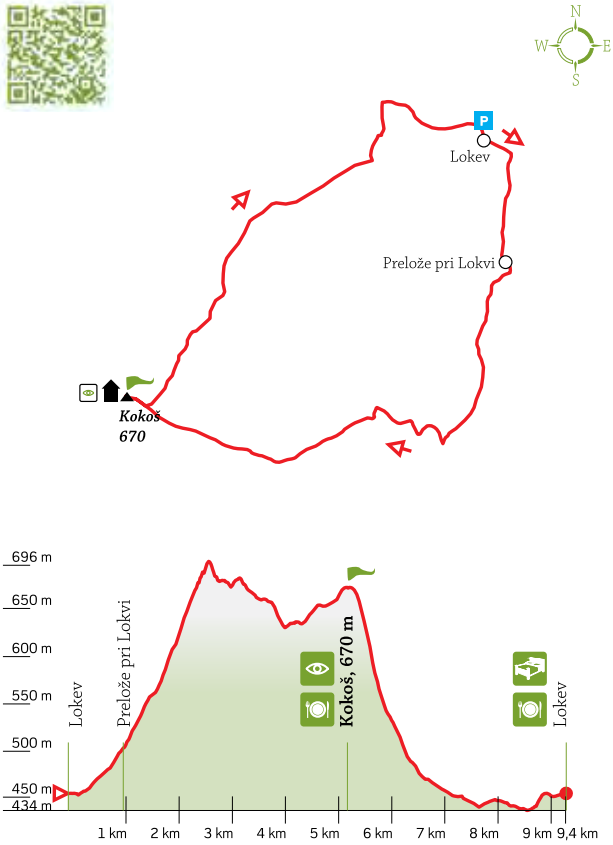 N
W E
S
P
Lokev
Prelože pri Lokvi
Kokoš
670
696 m
650 m
600 m
550 m
500 m
450 m
434 m
Lokev
Prelože pri Lokvi
Kokoš, 670 m
Lokev
1 km 2 km 3 km 4 km 5 km 6 km 7 km 8 km 9 km 9,4 km